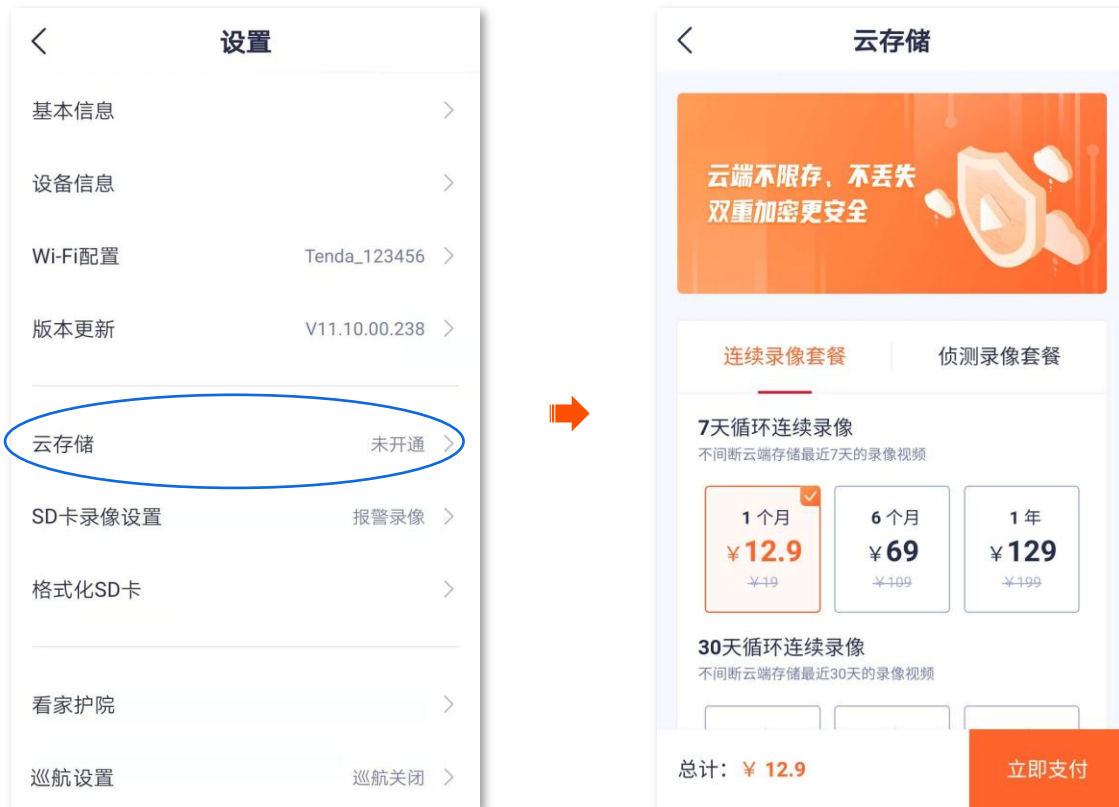 设置
基本信息
设备信息
Wi-Fi配置 Tenda_123456
版本更新 V11.10.00.238
云存储 未开通
SD卡录像设置 报警录像
格式化SD卡
看家护院
巡航设置 巡航关闭
云存储
云端不限存、不丢失
双重加密更安全
连续录像套餐 侦测录像套餐
7天循环连续录像
不间断云端存储最近7天的录像视频
1个月 6个月 1年
¥12.9 ¥69 ¥129
¥19 ¥109 ¥199
30天循环连续录像
不间断云端存储最近30天的录像视频
总计：¥ 12.9 立即支付